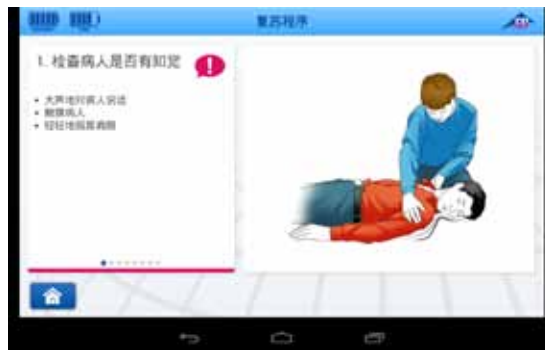 复苏程序
1. 检查病人是否有知觉
• 大声地对病人说话
• 触摸病人
• 轻轻地摇其肩膀